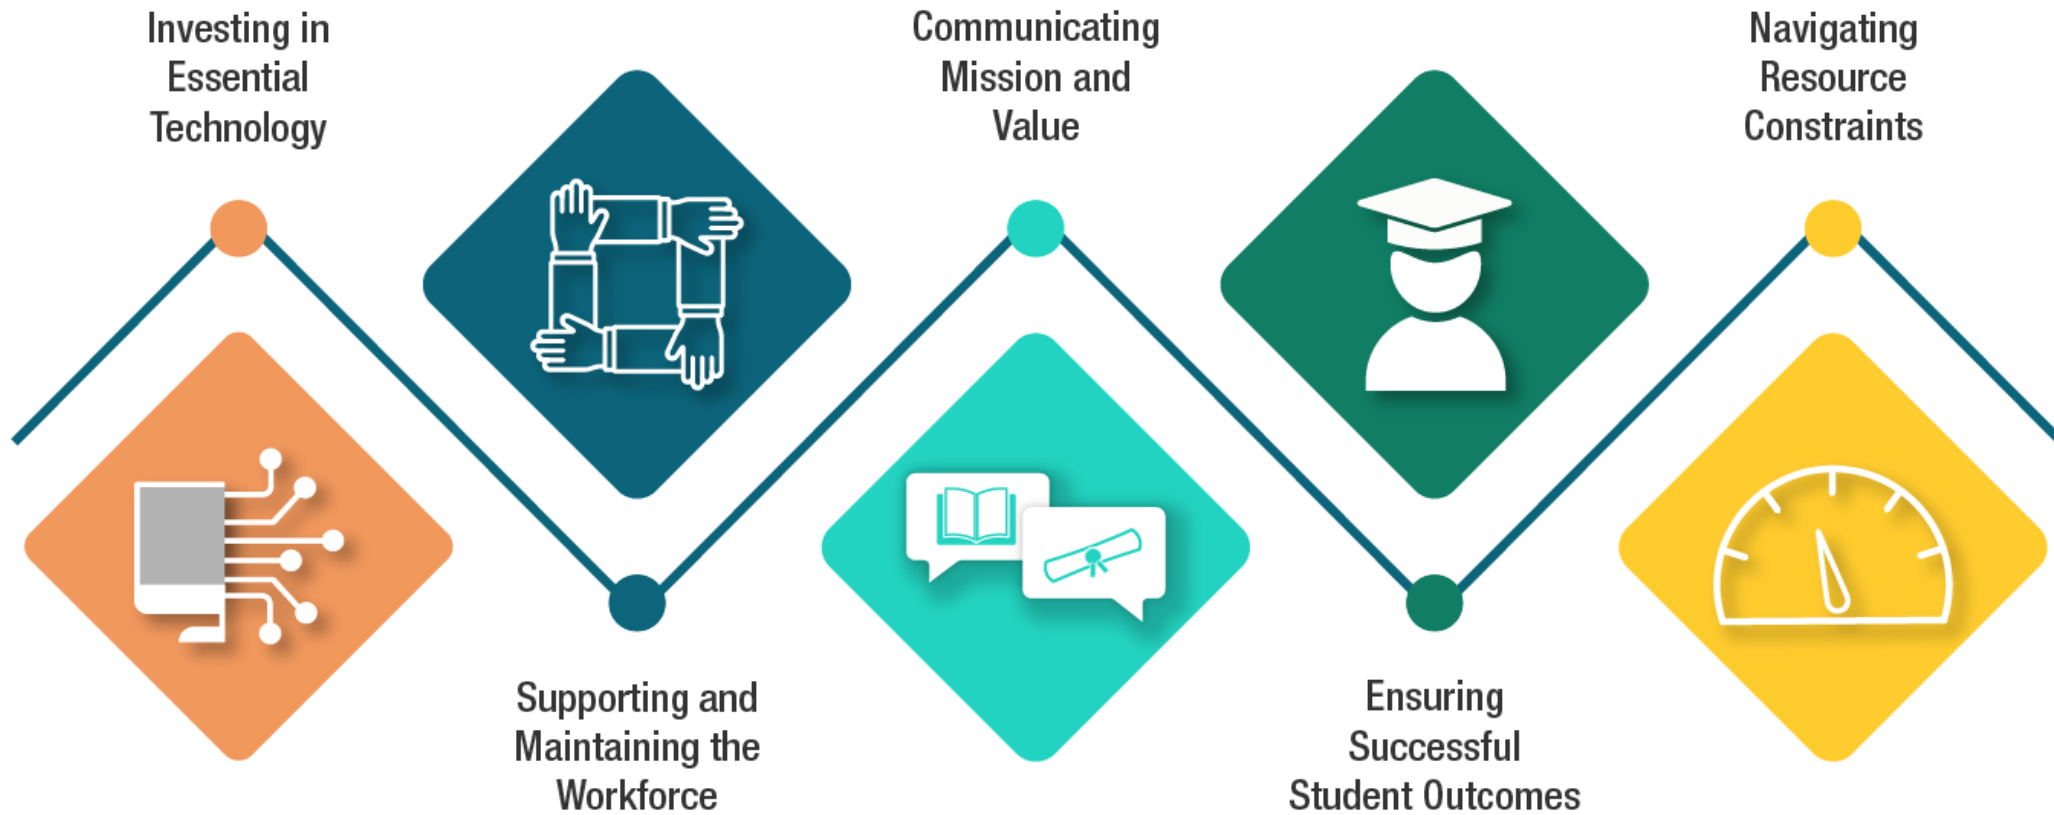 Investing in
Essential
Technology
Supporting and
Maintaining the
Workforce
Communicating
Mission and
Value
Ensuring
Successful
Student Outcomes
Navigating
Resource
Constraints